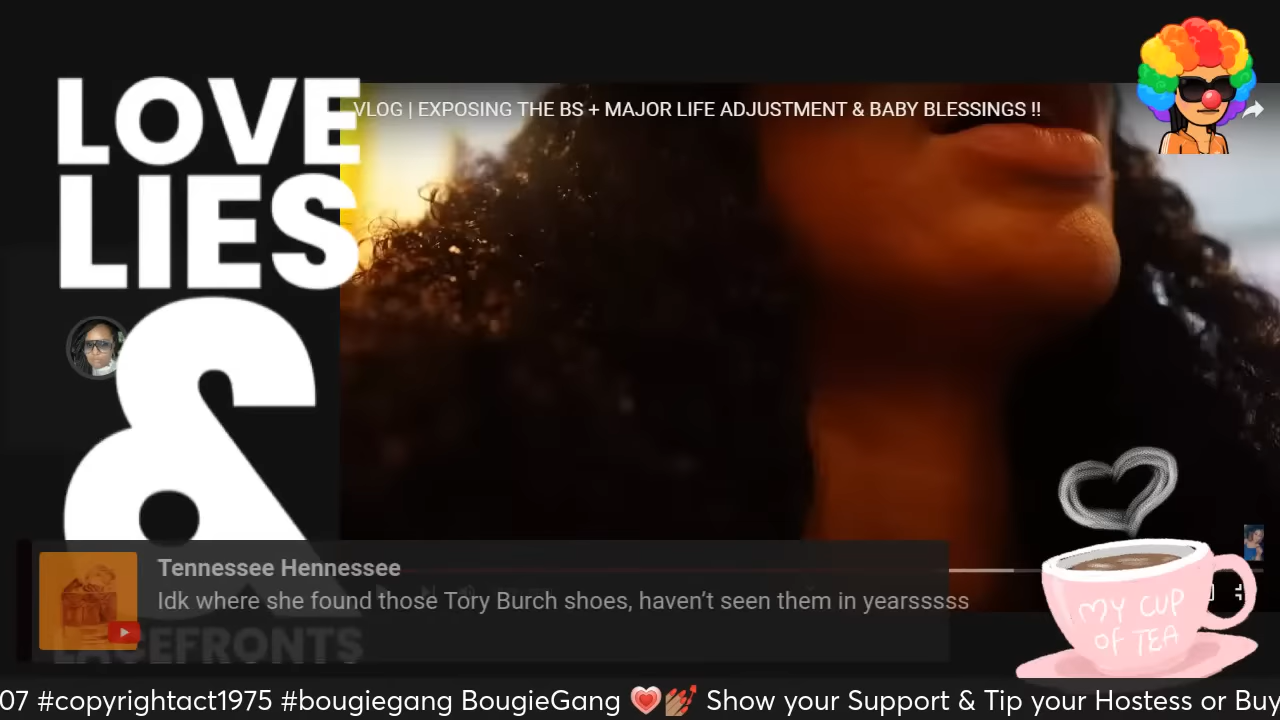 LOVE
LIES
&
LACEFRONTS
VLOG | EXPOSING THE BS + MAJOR LIFE ADJUSTMENT & BABY BLESSINGS !!
Tennessee Hennessee
Idk where she found those Tory Burch shoes, haven’t seen them in yearsssss
MY CUP
OF TEA
07 #copyrightact1975 #bougiegang BougieGang 💗💅🏽 Show your Support & Tip your Hostess or Buy